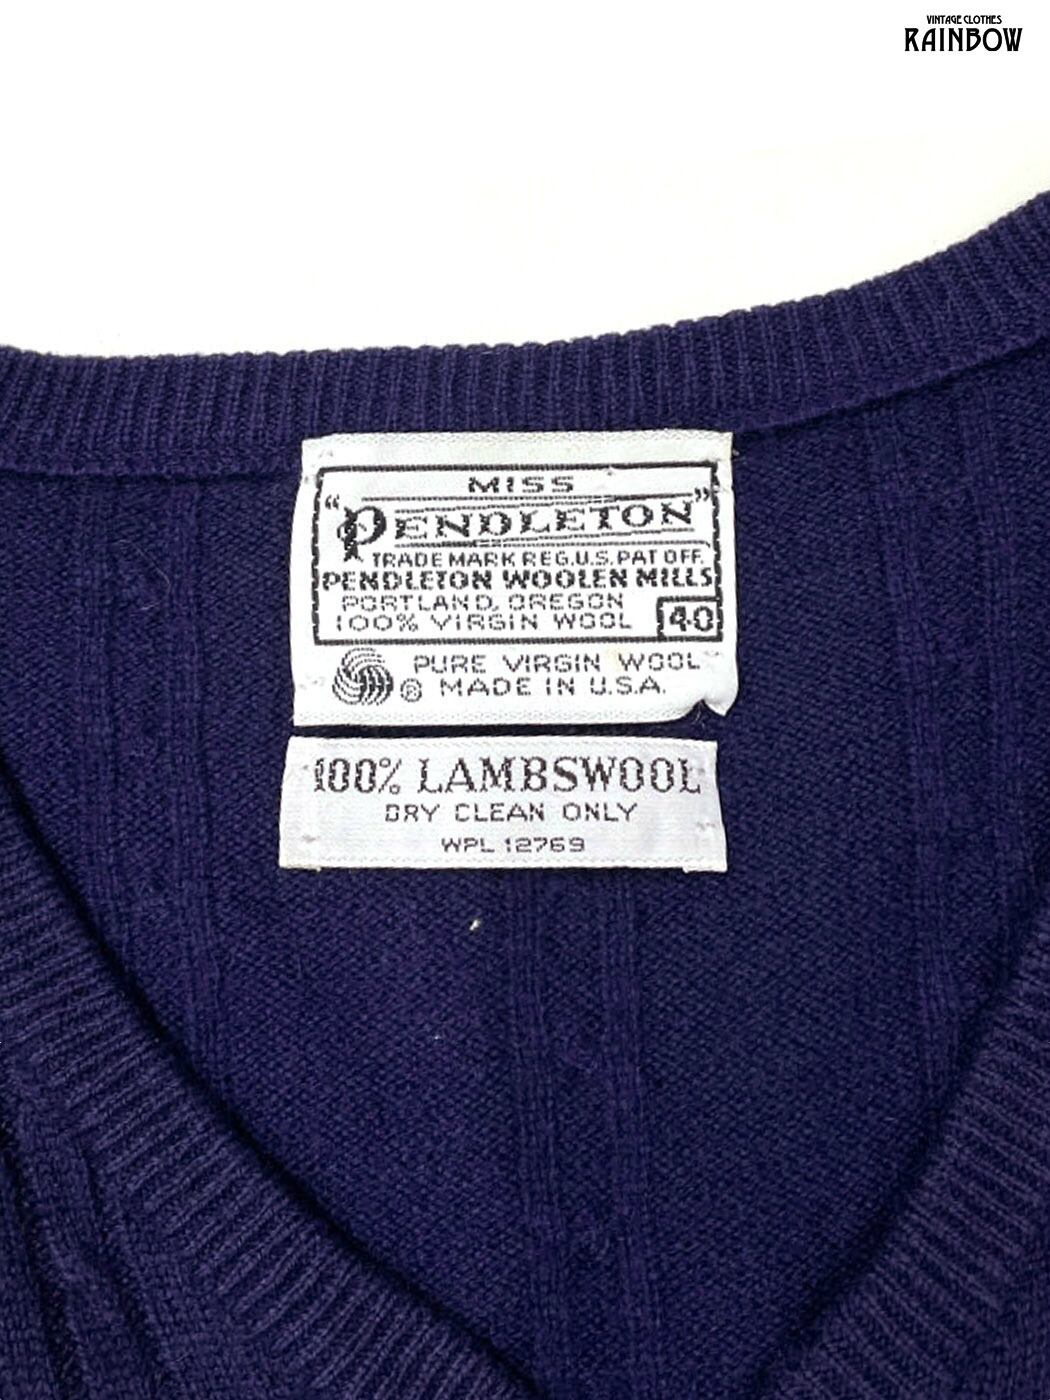 VINTAGE CLOTHES
RAINBOW
MISS
"PENDLETON"
TRADE MARK REG. U.S. PAT OFF.
PENDLETON WOOLEN MILLS
PORTLAND, OREGON
100% VIRGIN WOOL 40
PURE VIRGIN WOOL
® MADE IN U.S.A.
100% LAMBSWOOL
DRY CLEAN ONLY
WPL 12769